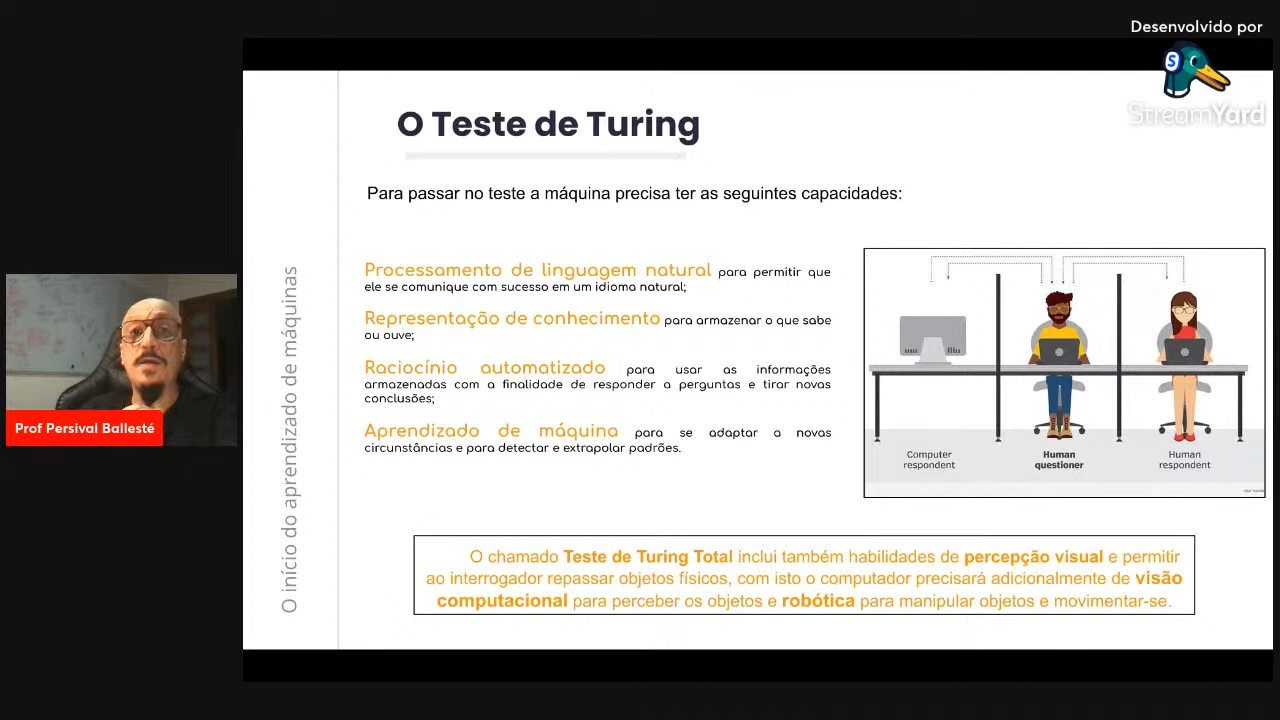 Desenvolvido por
StreamYard
O Teste de Turing
Para passar no teste a máquina precisa ter as seguintes capacidades:
O início do aprendizado de máquinas
Processamento de linguagem natural para permitir que
ele se comunique com sucesso em um idioma natural;
Representação de conhecimento para armazenar o que sabe
ou ouve;
Raciocínio automatizado para usar as informações
armazenadas com a finalidade de responder a perguntas e tirar novas
conclusões;
Aprendizado de máquina para se adaptar a novas
circunstâncias e para detectar e extrapolar padrões.
Computer
respondent
Human
questioner
Human
respondent
Prof Persival Ballesté
O chamado Teste de Turing Total inclui também habilidades de percepção visual e permitir
ao interrogador repassar objetos físicos, com isto o computador precisará adicionalmente de visão
computacional para perceber os objetos e robótica para manipular objetos e movimentar-se.